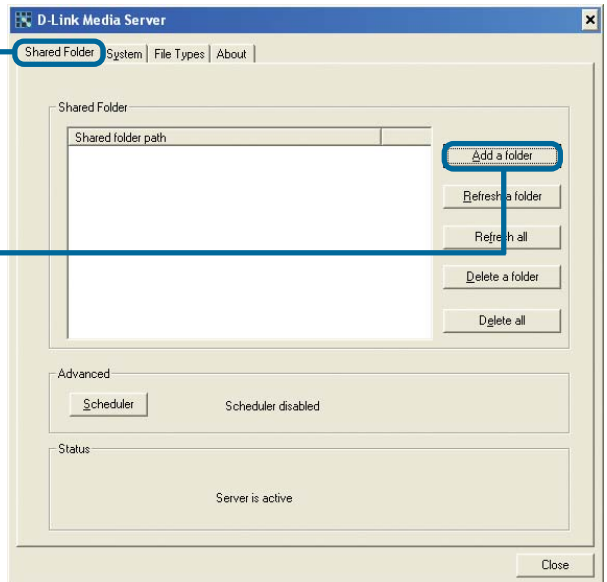 D-Link Media Server
Shared Folder System File Types About
Shared Folder
Shared folder path
Add a folder
Refresh a folder
Refresh all
Delete a folder
Delete all
Advanced
Scheduler Scheduler disabled
Status
Server is active
Close